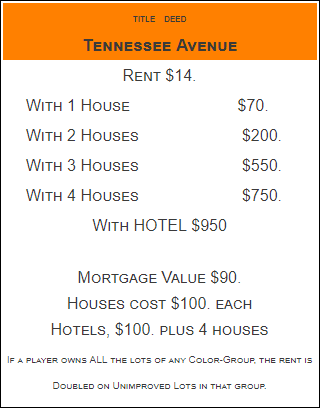 TITLE DEED
TENNESSEE AVENUE
RENT $14.
WITH 1 HOUSE $70.
WITH 2 HOUSES $200.
WITH 3 HOUSES $550.
WITH 4 HOUSES $750.
WITH HOTEL $950
MORTGAGE VALUE $90.
HOUSES COST $100. EACH
HOTELS, $100. PLUS 4 HOUSES
IF A PLAYER OWNS ALL THE LOTS OF ANY COLOR-GROUP, THE RENT IS
DOUBLED ON UNIMPROVED LOTS IN THAT GROUP.